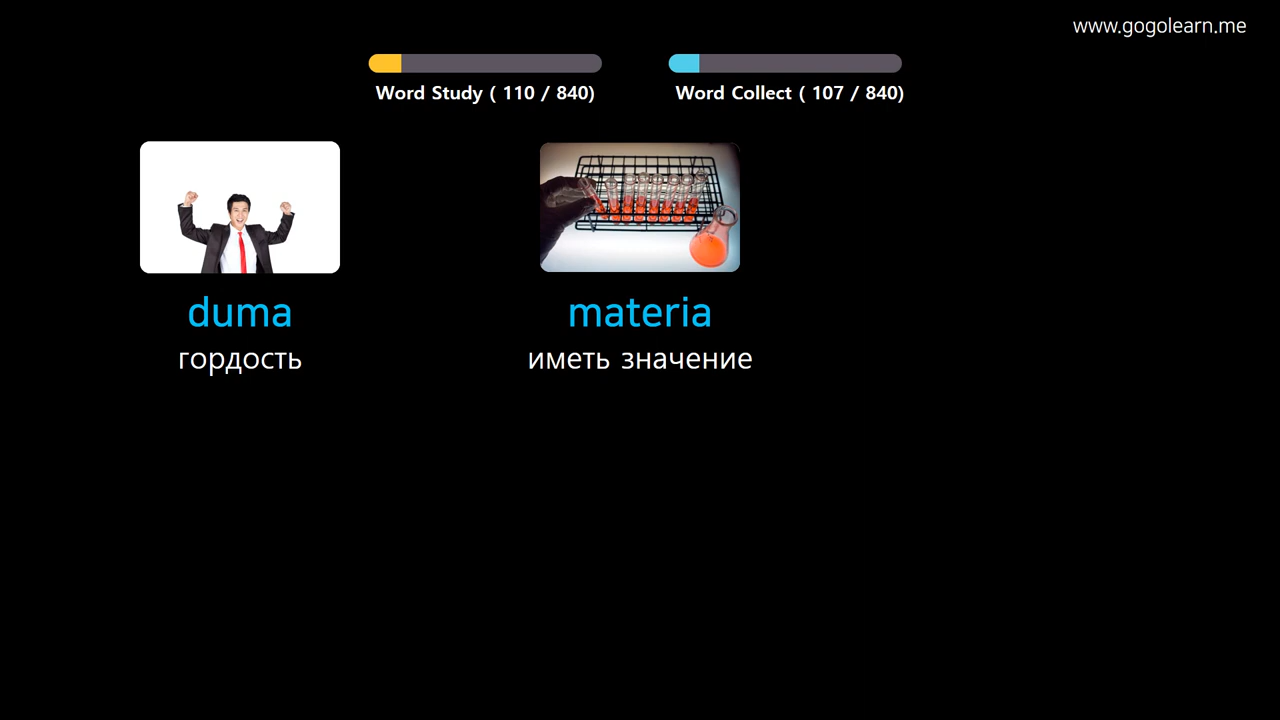 www.gogolearn.me
Word Study ( 110 / 840)
Word Collect ( 107 / 840)
duma
materia
гордость
иметь значение